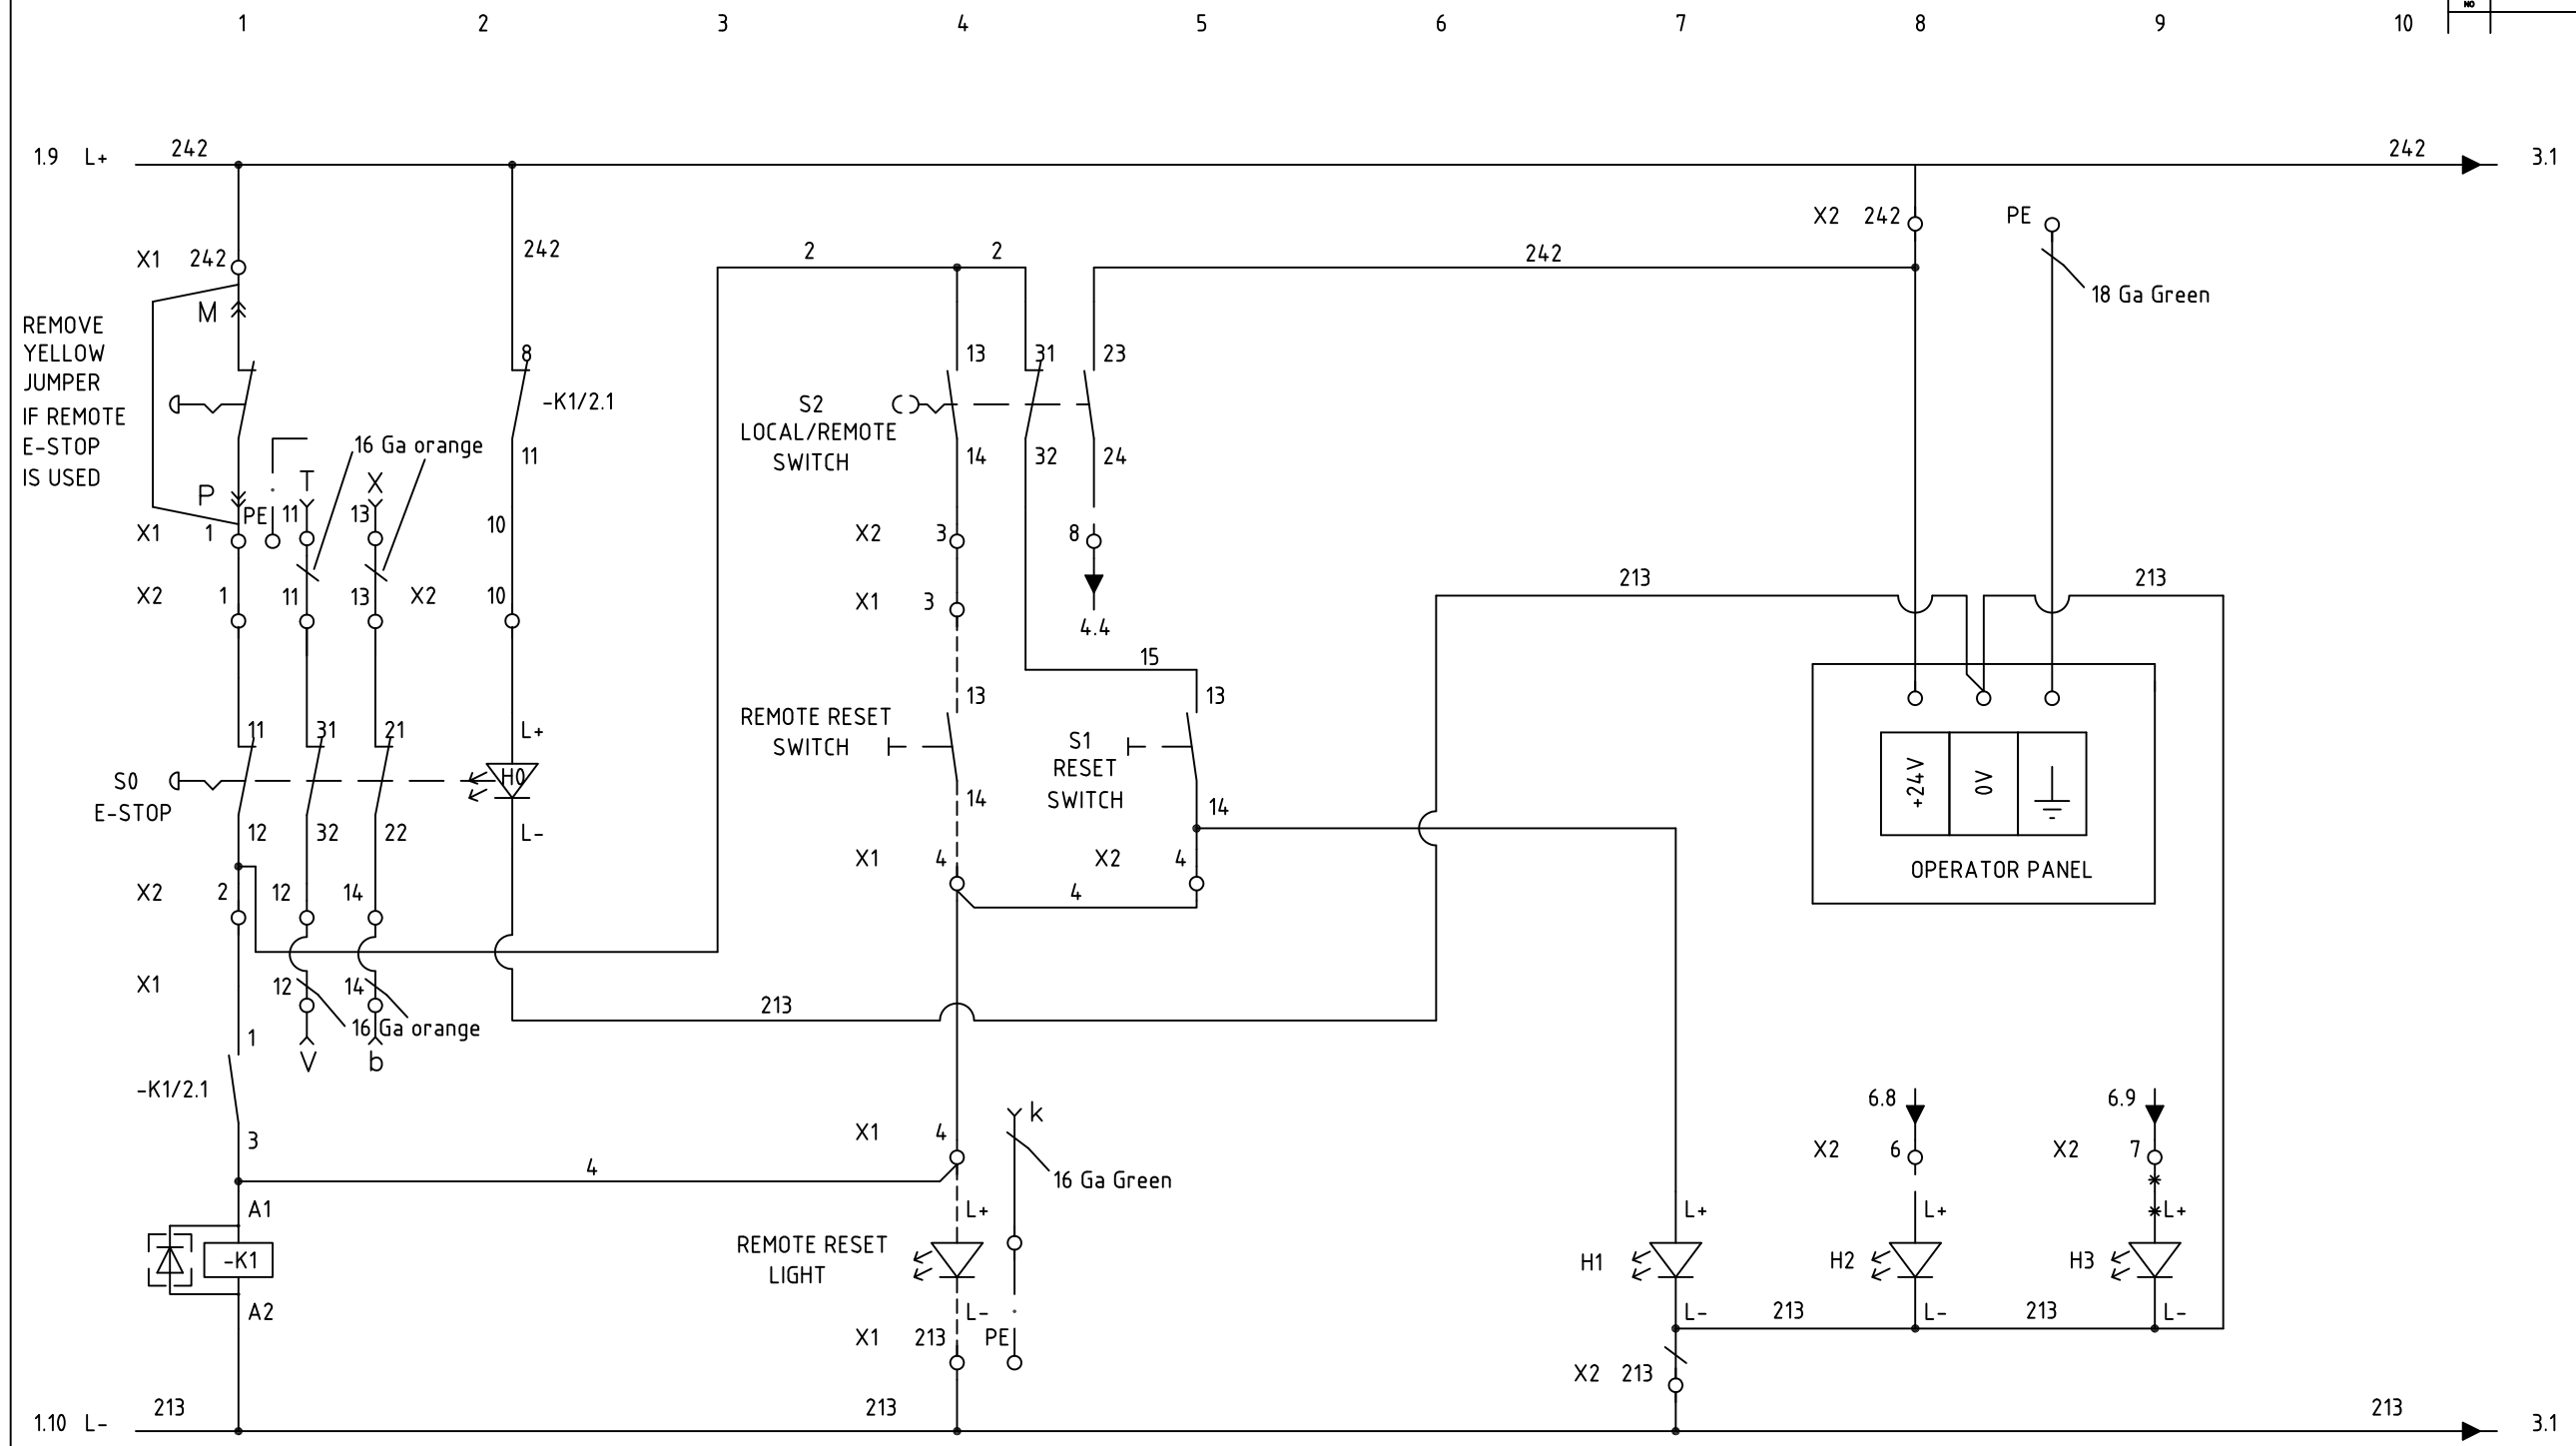 NO
1 2 3 4 5 6 7 8 9 10
1.9 L+ 242 242 3.1
X2 242 PE
X1 242 242 2 2 242
18 Ga Green
M
REMOVE
YELLOW
JUMPER
IF REMOTE
E-STOP
IS USED
8 13 31 23
-K1/2.1
S2
LOCAL/REMOTE
SWITCH
16 Ga orange
11 14 32 24
P T X
PE 11 13
X1 1 10 X2 3 8
X2 1 11 13 X2 10 X1 3
213 213
4.4
15
13 13
REMOTE RESET
SWITCH
S1
RESET
SWITCH
11 31 21 L+
S0
E-STOP
H0
12 32 22 L-
14 14
+24V 0V
OPERATOR PANEL
X1 4 X2 4
4
X2 2 12 14
X1 12 14
213
16 Ga orange
1
V b
-K1/2.1
3
6.8 6.9
k
X1 4
X2 6 X2 7
4
16 Ga Green
A1 L+ L+ L+ L+
REMOTE RESET
LIGHT
-K1
H1 H2 H3
A2 L- L- 213 L- 213 L-
X1 213 PE
X2 213
1.10 L- 213 213 213 3.1